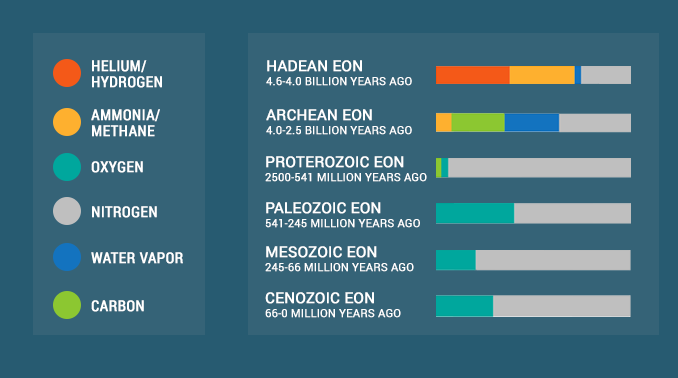 HELIUM/
HYDROGEN
AMMONIA/
METHANE
OXYGEN
NITROGEN
WATER VAPOR
CARBON
HADEAN EON
4.6-4.0 BILLION YEARS AGO
ARCHEAN EON
4.0-2.5 BILLION YEARS AGO
PROTEROZOIC EON
2500-541 MILLION YEARS AGO
PALEOZOIC EON
541-245 MILLION YEARS AGO
MESOZOIC EON
245-66 MILLION YEARS AGO
CENOZOIC EON
66-0 MILLION YEARS AGO